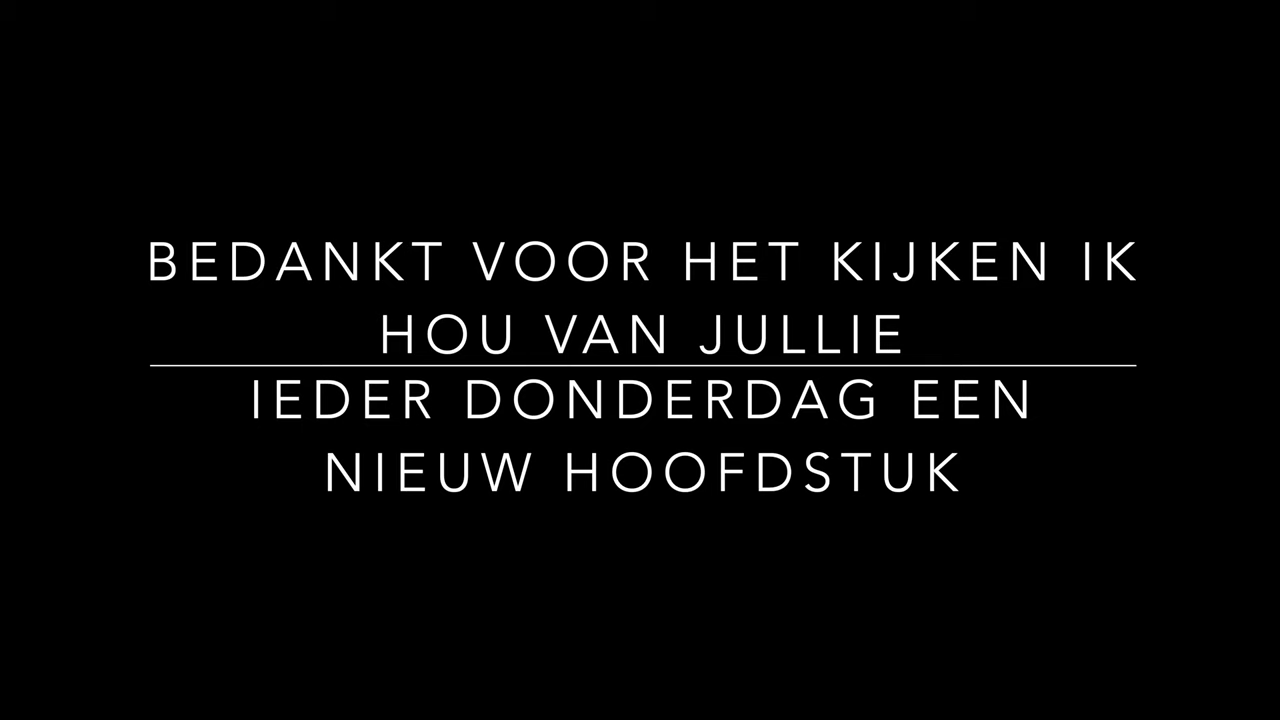 BEDANKT VOOR HET KIJKEN IK
HOU VAN JULLIE
IEDER DONDERDAG EEN
NIEUW HOOFDSTUK